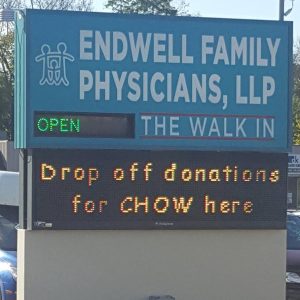 ENDWELL FAMILY
PHYSICIANS, LLP
OPEN
THE WALK IN
Drop off donations
for CHOW here